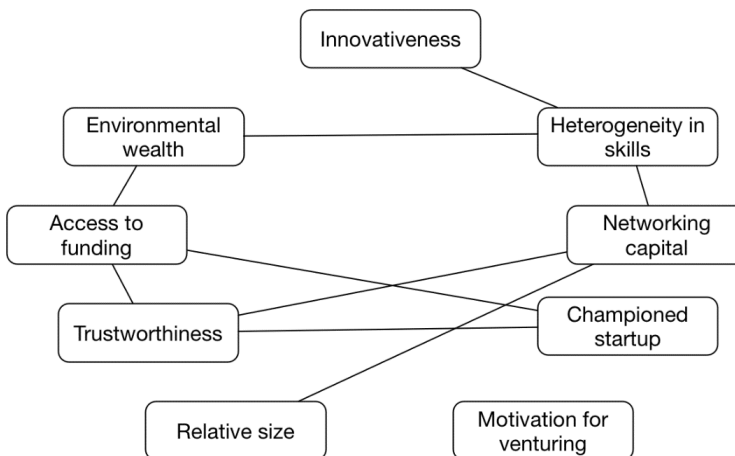 Innovativeness
Environmental
wealth
Heterogeneity in
skills
Access to
funding
Networking
capital
Trustworthiness
Championed
startup
Relative size
Motivation for
venturing